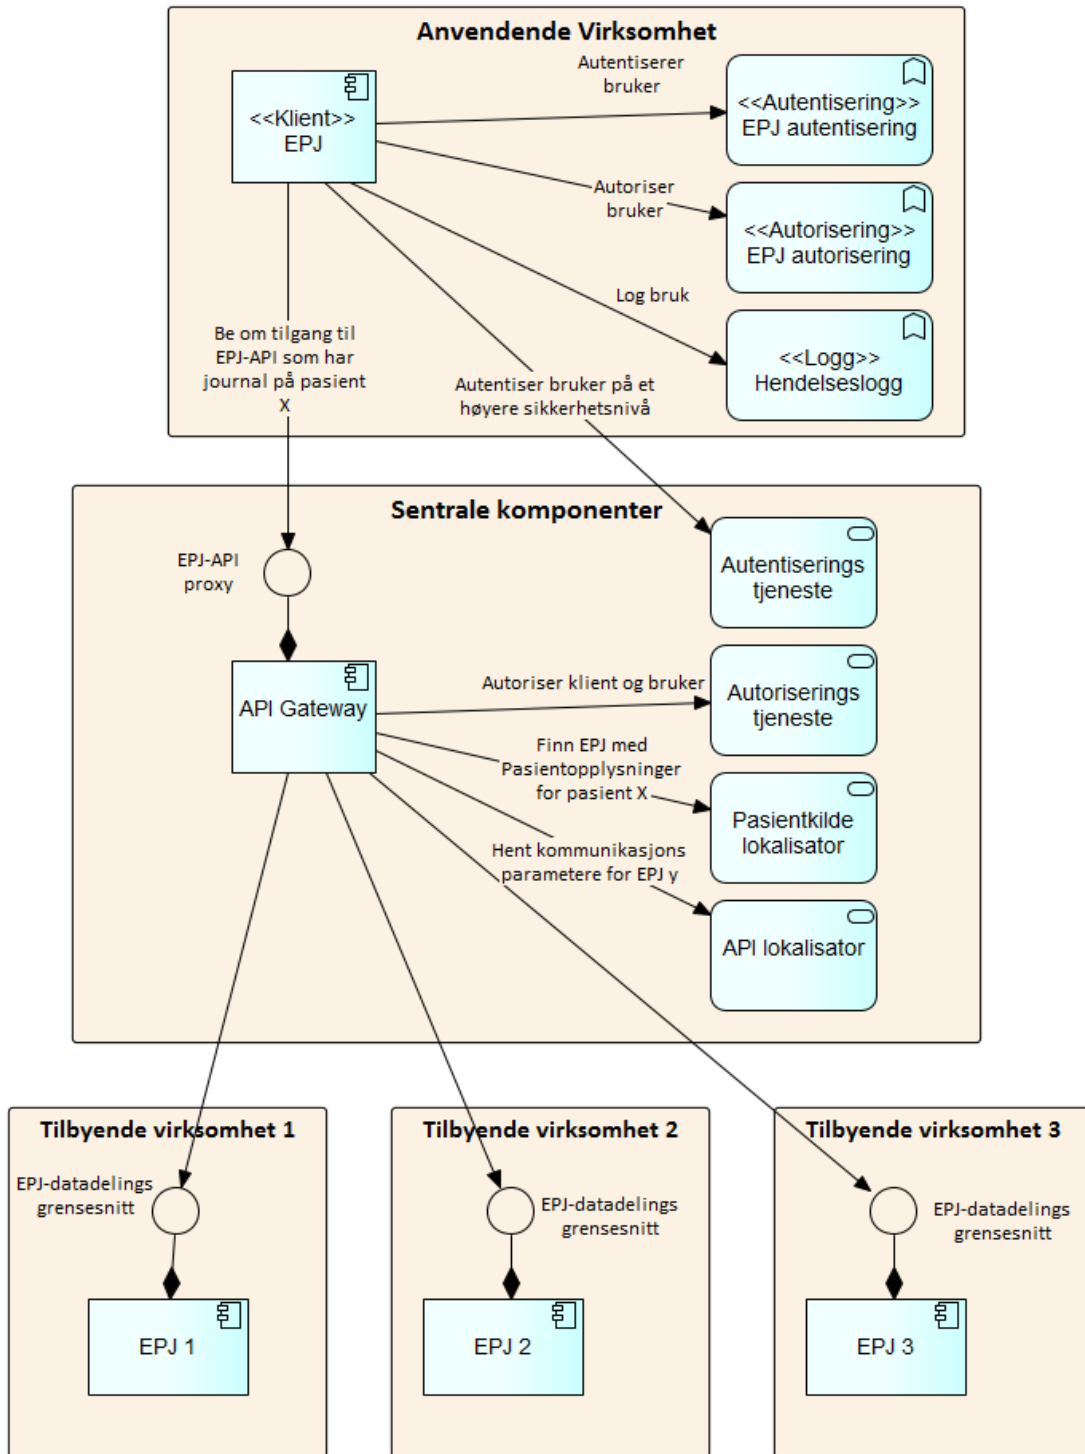 Anvendende Virksomhet
<<Klient>>
EPJ
Autentiserer
bruker
<<Autentisering>>
EPJ autentisering
Autoriser
bruker
<<Autorisering>>
EPJ autorisering
Log bruk
<<Logg>>
Hendelseslogg
Be om tilgang til
EPJ-API som har
journal på pasient
X
Autentiser bruker på et
høyere sikkerhetsnivå
Sentrale komponenter
EPJ-API
proxy
Autentiserings
tjeneste
API Gateway
Autoriser klient og bruker
Autoriserings
tjeneste
Finn EPJ med
Pasientopplysninger
for pasient X
Pasientkilde
lokalisator
Hent kommunikasjons
parametere for EPJ y
API lokalisator
Tilbyende virksomhet 1
EPJ-datadelings
grensesnitt
EPJ 1
Tilbyende virksomhet 2
EPJ-datadelings
grensesnitt
EPJ 2
Tilbyende virksomhet 3
EPJ-datadelings
grensesnitt
EPJ 3